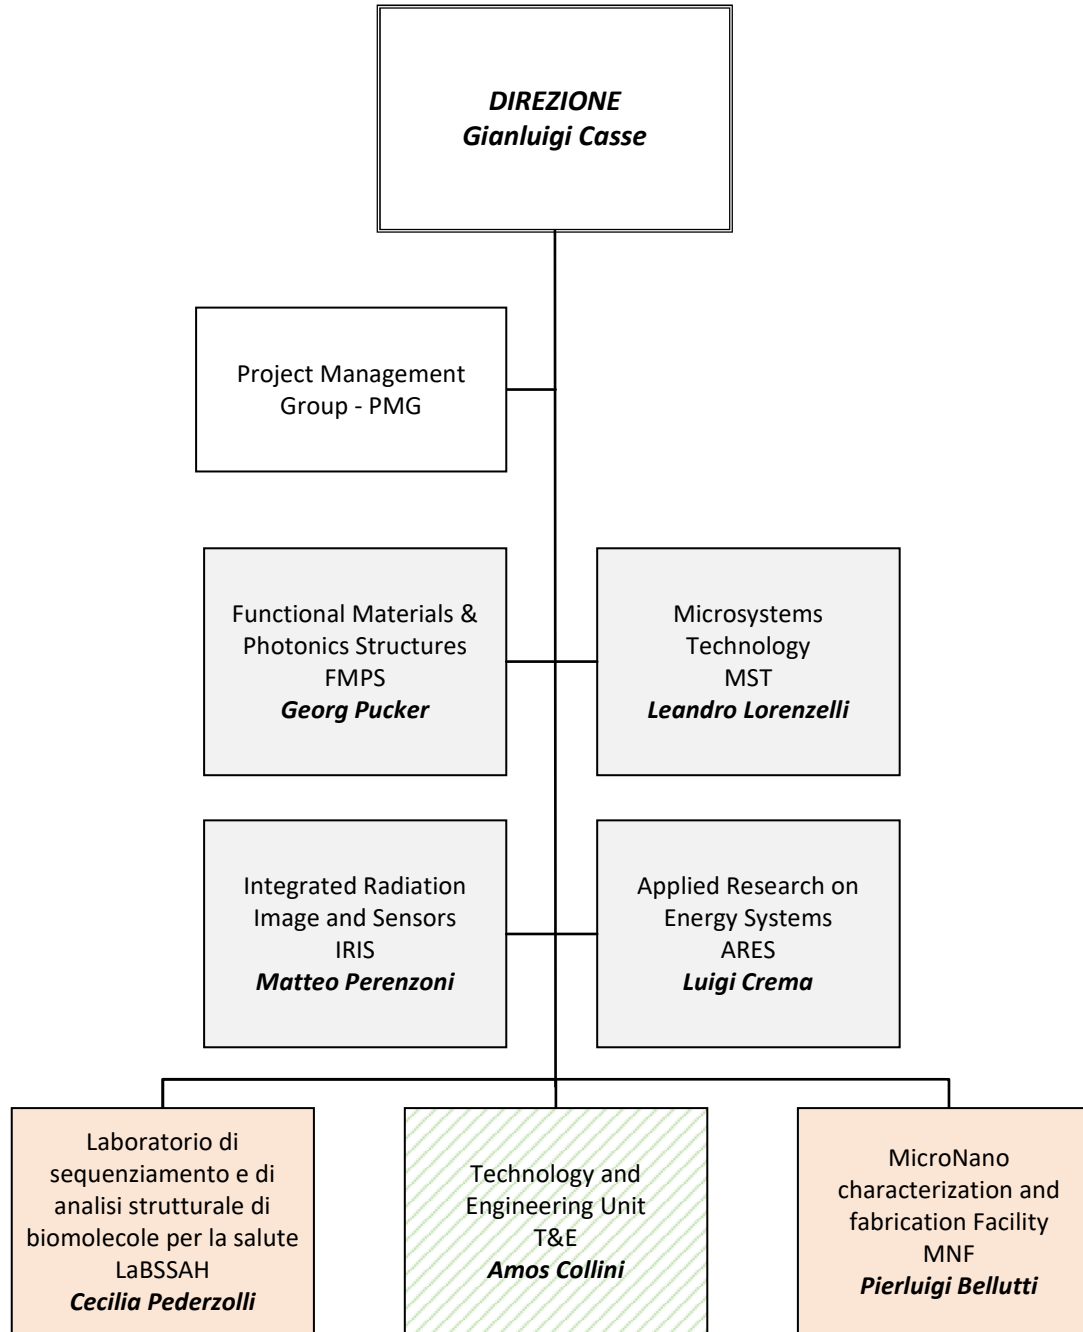 DIREZIONE
Gianluigi Casse
Project Management
Group - PMG
Functional Materials &
Photonics Structures
FMPS
Georg Pucker
Microsystems
Technology
MST
Leandro Lorenzelli
Integrated Radiation
Image and Sensors
IRIS
Matteo Perenzoni
Applied Research on
Energy Systems
ARES
Luigi Crema
Laboratorio di
sequenziamento e di
analisi strutturale di
biomolecole per la salute
LaBSSAH
Cecilia Pederzolli
Technology and
Engineering Unit
T&E
Amos Collini
MicroNano
characterization and
fabrication Facility
MNF
Pierluigi Bellutti